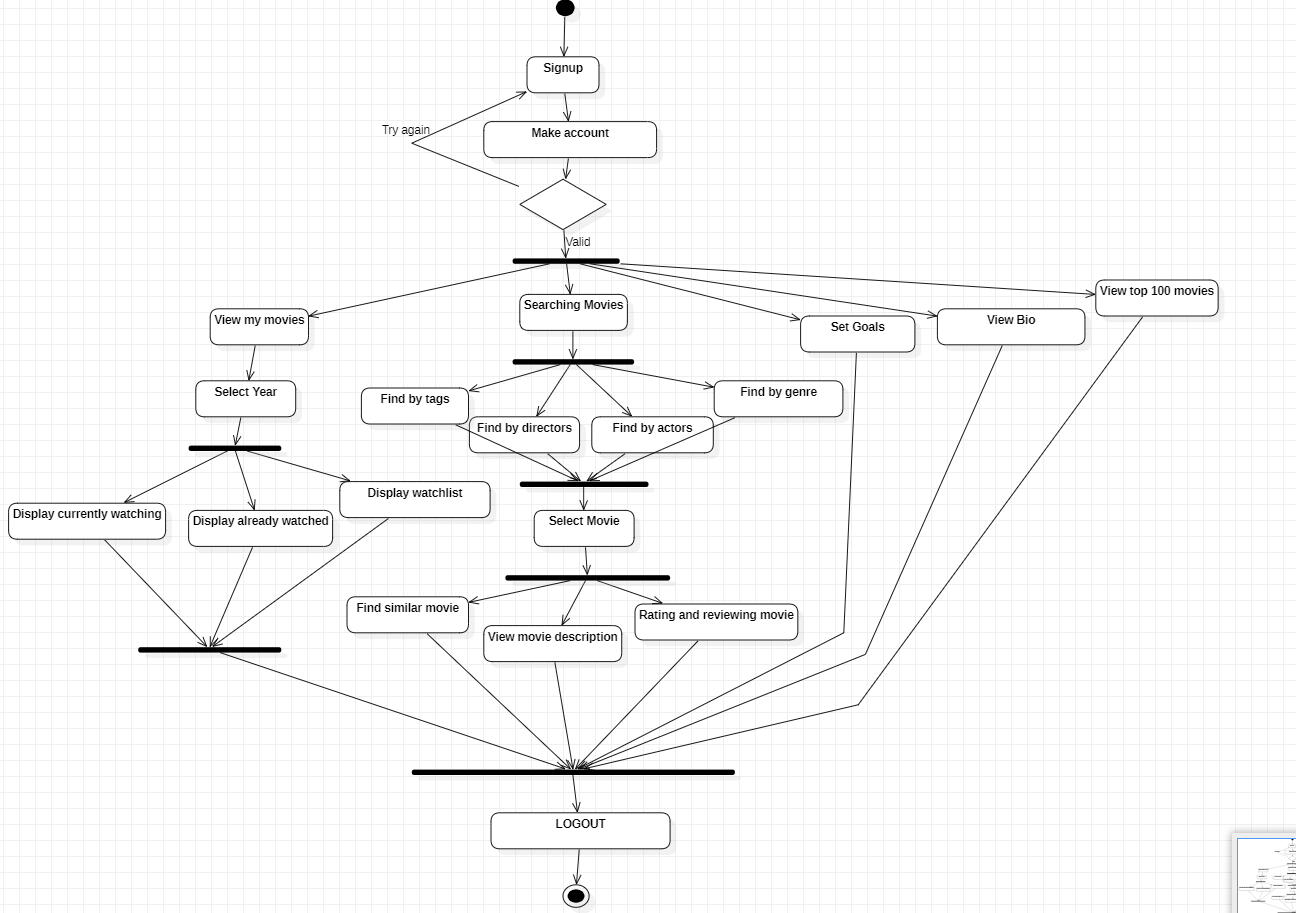 Signup
Try again
Make account
Valid
View top 100 movies
Searching Movies
View my movies
Set Goals
View Bio
Select Year
Find by tags
Find by genre
Find by directors
Find by actors
Display watchlist
Display currently watching
Display already watched
Select Movie
Find similar movie
Rating and reviewing movie
View movie description
LOGOUT